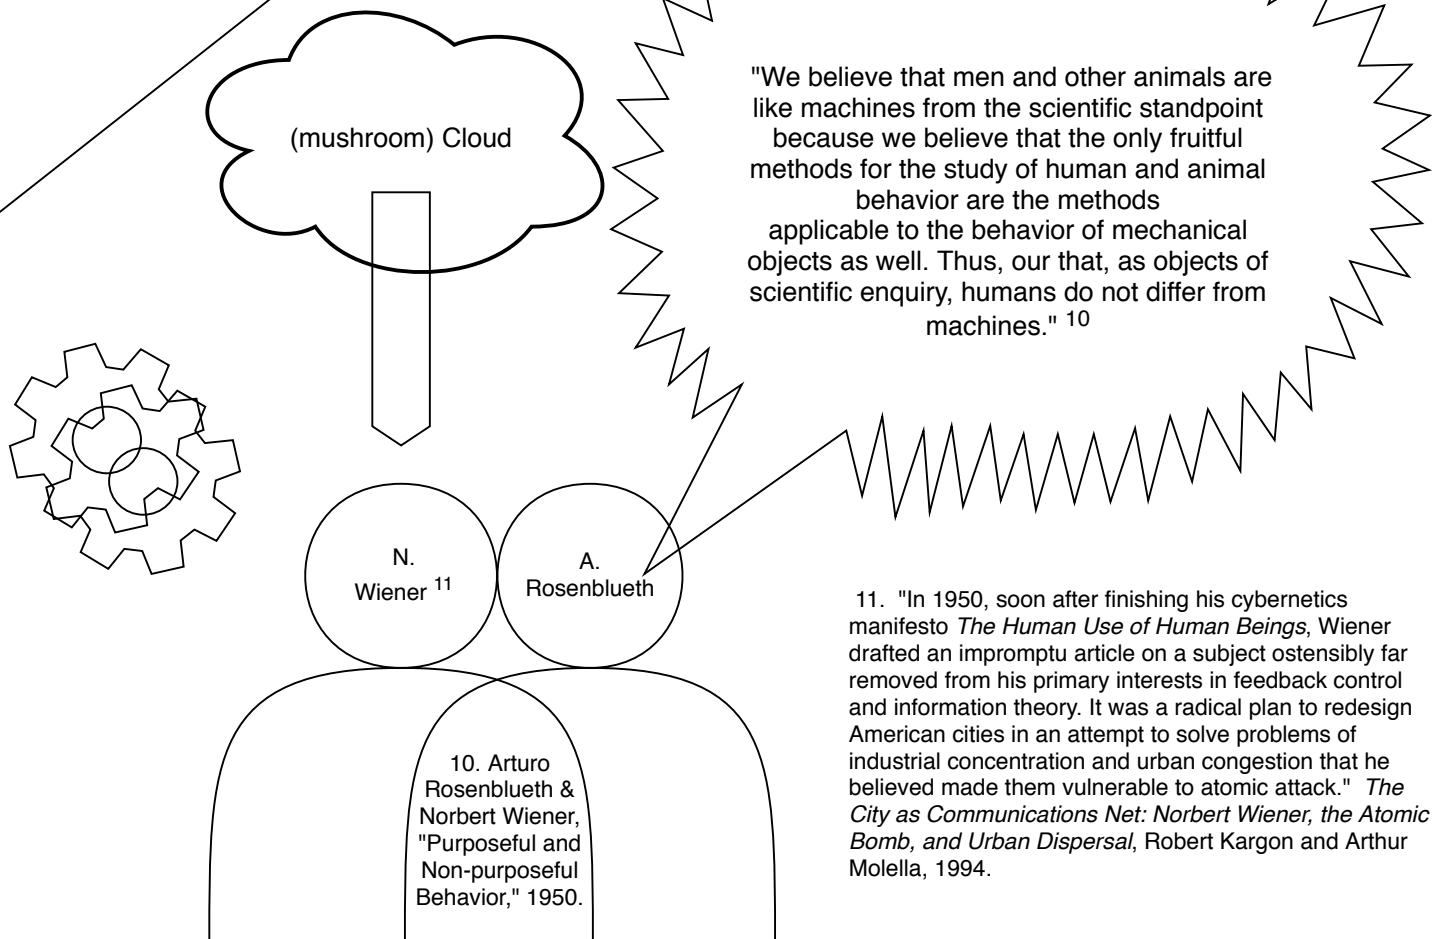 (mushroom) Cloud
"We believe that men and other animals are
like machines from the scientific standpoint
because we believe that the only fruitful
methods for the study of human and animal
behavior are the methods
applicable to the behavior of mechanical
objects as well. Thus, our that, as objects of
scientific enquiry, humans do not differ from
machines." 10
N.
Wiener 11
A.
Rosenblueth
10. Arturo
Rosenblueth &
Norbert Wiener,
"Purposeful and
Non-purposeful
Behavior," 1950.
11. "In 1950, soon after finishing his cybernetics
manifesto The Human Use of Human Beings, Wiener
drafted an impromptu article on a subject ostensibly far
removed from his primary interests in feedback control
and information theory. It was a radical plan to redesign
American cities in an attempt to solve problems of
industrial concentration and urban congestion that he
believed made them vulnerable to atomic attack." The
City as Communications Net: Norbert Wiener, the Atomic
Bomb, and Urban Dispersal, Robert Kargon and Arthur
Molella, 1994.